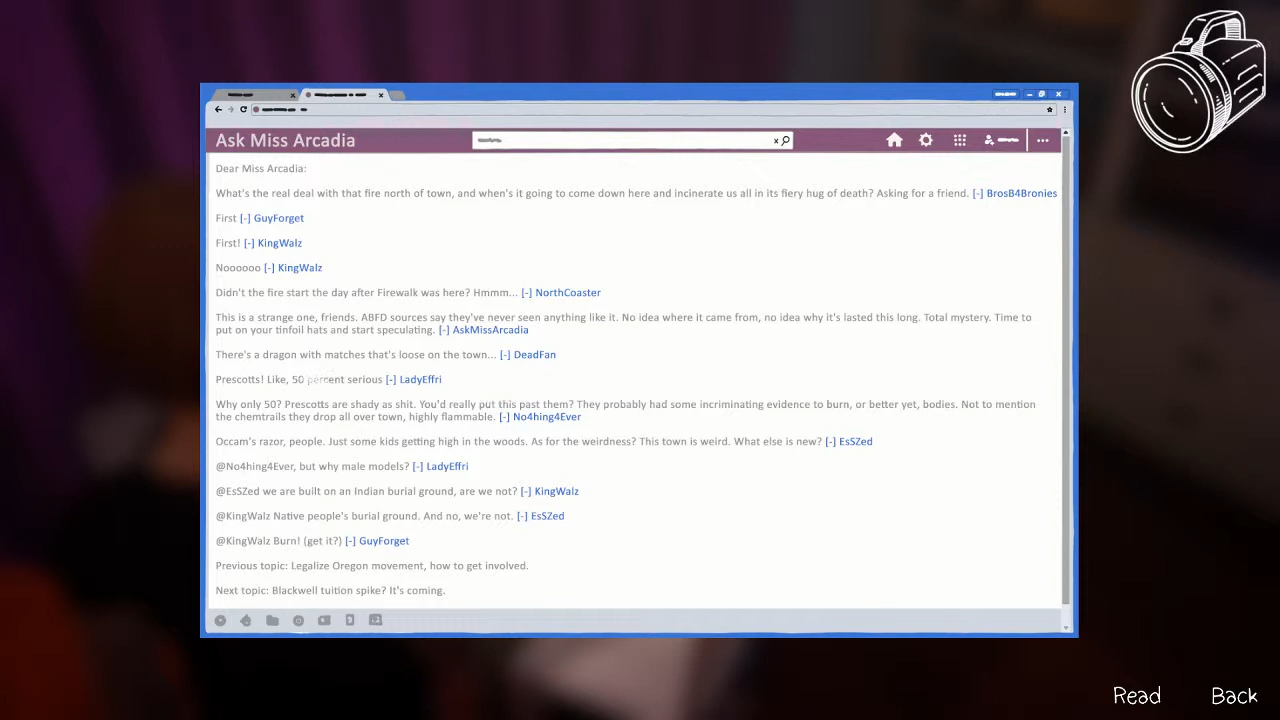 Ask Miss Arcadia
Dear Miss Arcadia:
What's the real deal with that fire north of town, and when's it going to come down here and incinerate us all in its fiery hug of death? Asking for a friend. [-] BrosB4Bronies
First [-] GuyForget
First! [-] KingWalz
Noooooo [-] KingWalz
Didn't the fire start the day after Firewalk was here? Hmmm... [-] NorthCoaster
This is a strange one, friends. ABFD sources say they've never seen anything like it. No idea where it came from, no idea why it's lasted this long. Total mystery. Time to
put on your tinfoil hats and start speculating. [-] AskMissArcadia
There's a dragon with matches that's loose on the town... [-] DeadFan
Prescotts! Like, 50 percent serious [-] LadyEffri
Why only 50? Prescotts are shady as shit. You'd really put this past them? They probably had some incriminating evidence to burn, or better yet, bodies. Not to mention
the chemtrails they drop all over town, highly flammable. [-] No4hing4Ever
Occam's razor, people. Just some kids getting high in the woods. As for the weirdness? This town is weird. What else is new? [-] EsSZed
@No4hing4Ever, but why male models? [-] LadyEffri
@EsSZed we are built on an Indian burial ground, are we not? [-] KingWalz
@KingWalz Native people's burial ground. And no, we're not. [-] EsSZed
@KingWalz Burn! (get it?) [-] GuyForget
Previous topic: Legalize Oregon movement, how to get involved.
Next topic: Blackwell tuition spike? It's coming.
Read Back